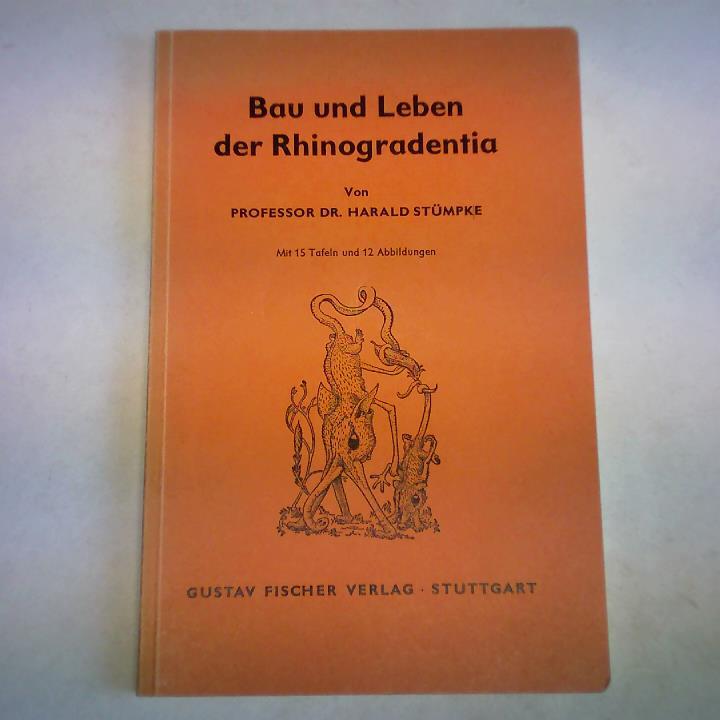 Bau und Leben
der Rhinogradentia
Von
PROFESSOR DR. HARALD STÜMPKE
Mit 15 Tafeln und 12 Abbildungen
GUSTAV FISCHER VERLAG · STUTTGART